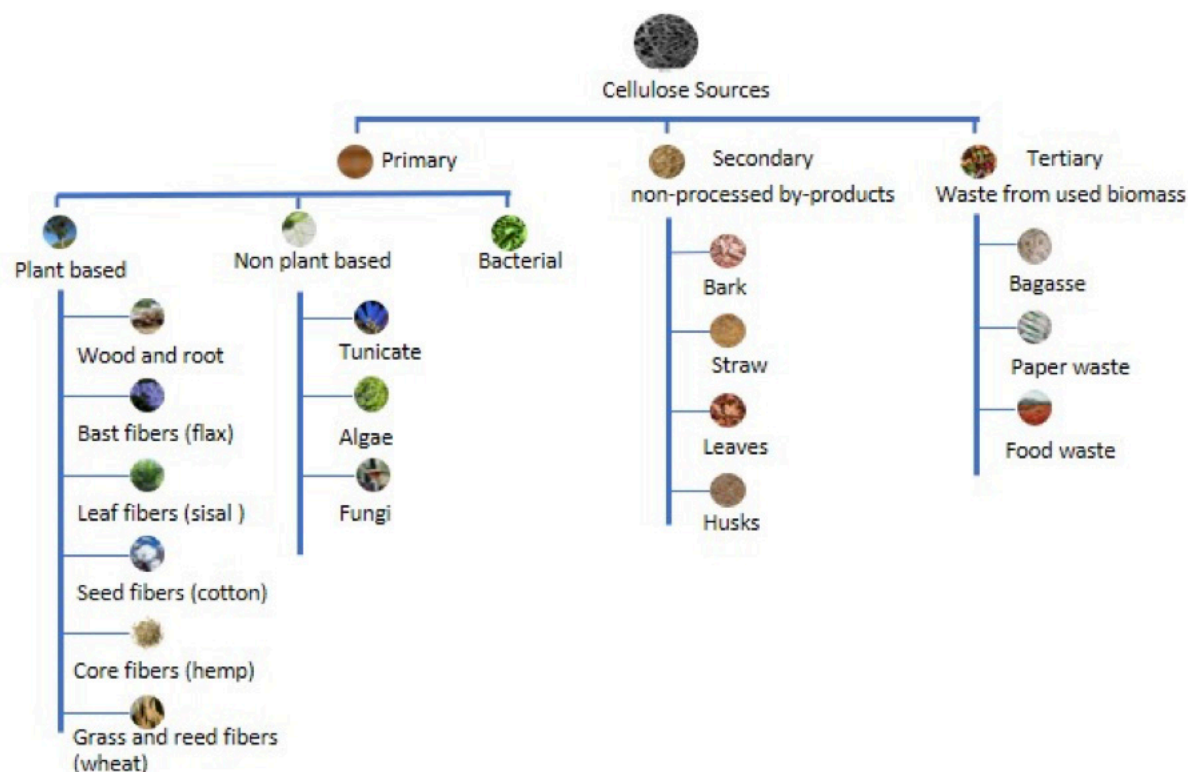 Cellulose Sources
Primary
Secondary
non-processed by-products
Tertiary
Waste from used biomass
Plant based
Non plant based
Bacterial
Wood and root
Bast fibers (flax)
Leaf fibers (sisal )
Seed fibers (cotton)
Core fibers (hemp)
Grass and reed fibers
(wheat)
Tunicate
Algae
Fungi
Bark
Straw
Leaves
Husks
Bagasse
Paper waste
Food waste